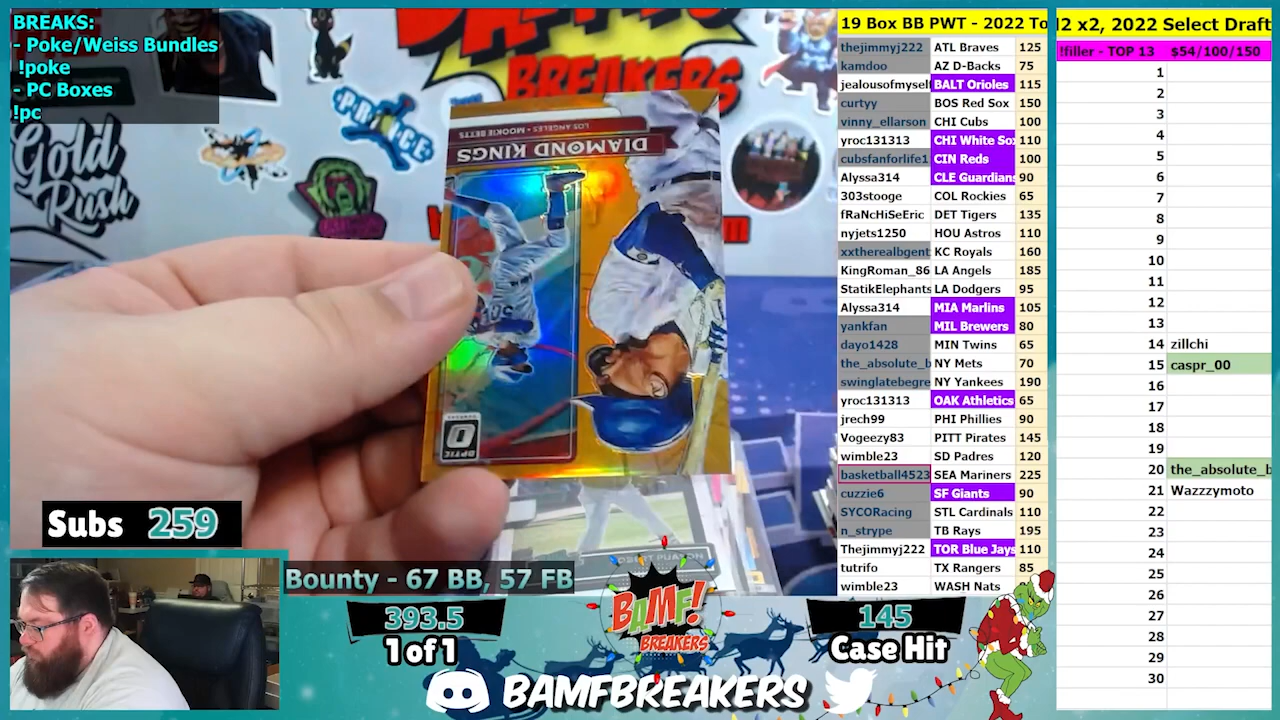 BREAKS:
- Poke/Weiss Bundles
!poke
- PC Boxes
!pc
Gold
Rush
PRINCE
BREAKERS
LOS ANGELES - MOOKIE BETTS
DIAMOND KINGS
OPTIC
Subs 259
Bounty - 67 BB, 57 FB
393.5
1 of 1
BAMF!
BREAKERS
145
Case Hit
BAMFBREAKERS
19 Box BB PWT - 2022 To
thejimmyj222 ATL Braves 125
kamdoo AZ D-Backs 75
jealousofmysel BALT Orioles 115
curtyy BOS Red Sox 150
vinny_ellarson CHI Cubs 100
yroc131313 CHI White Sox 110
cubsfanforlife1 CIN Reds 100
Alyssa314 CLE Guardians 90
303stooge COL Rockies 65
fRaNcHiSeEric DET Tigers 135
nyjets1250 HOU Astros 110
xxtherealbgent KC Royals 160
KingRoman_86 LA Angels 185
StatikElephants LA Dodgers 95
Alyssa314 MIA Marlins 105
yankfan MIL Brewers 80
dayo1428 MIN Twins 65
the_absolute_b NY Mets 70
swinglatebegre NY Yankees 190
yroc131313 OAK Athletics 65
jrech99 PHI Phillies 90
Vogeezy83 PITT Pirates 145
wimble23 SD Padres 120
basketball4523 SEA Mariners 225
cuzzie6 SF Giants 90
SYCORacing STL Cardinals 110
n_strype TB Rays 195
Thejimmyj222 TOR Blue Jays 110
tutrifo TX Rangers 85
wimble23 WASH Nats
l2 x2, 2022 Select Draft
!filler - TOP 13 $54/100/150
1
2
3
4
5
6
7
8
9
10
11
12
13
14 zillchi
15 caspr_00
16
17
18
19
20 the_absolute_b
21 Wazzzymoto
22
23
24
25
26
27
28
29
30